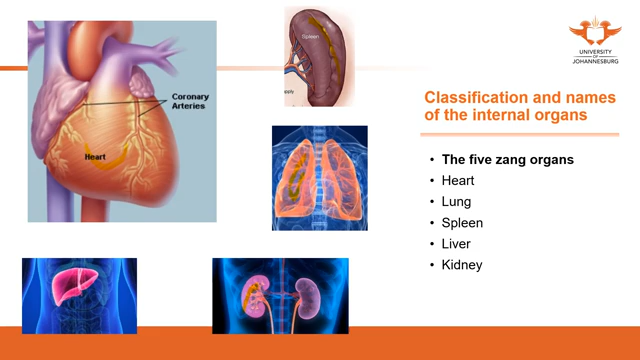 Coronary
Arteries
Heart
Spleen
UNIVERSITY
OF
JOHANNESBURG
Classification and names
of the internal organs
• The five zang organs
• Heart
• Lung
• Spleen
• Liver
• Kidney